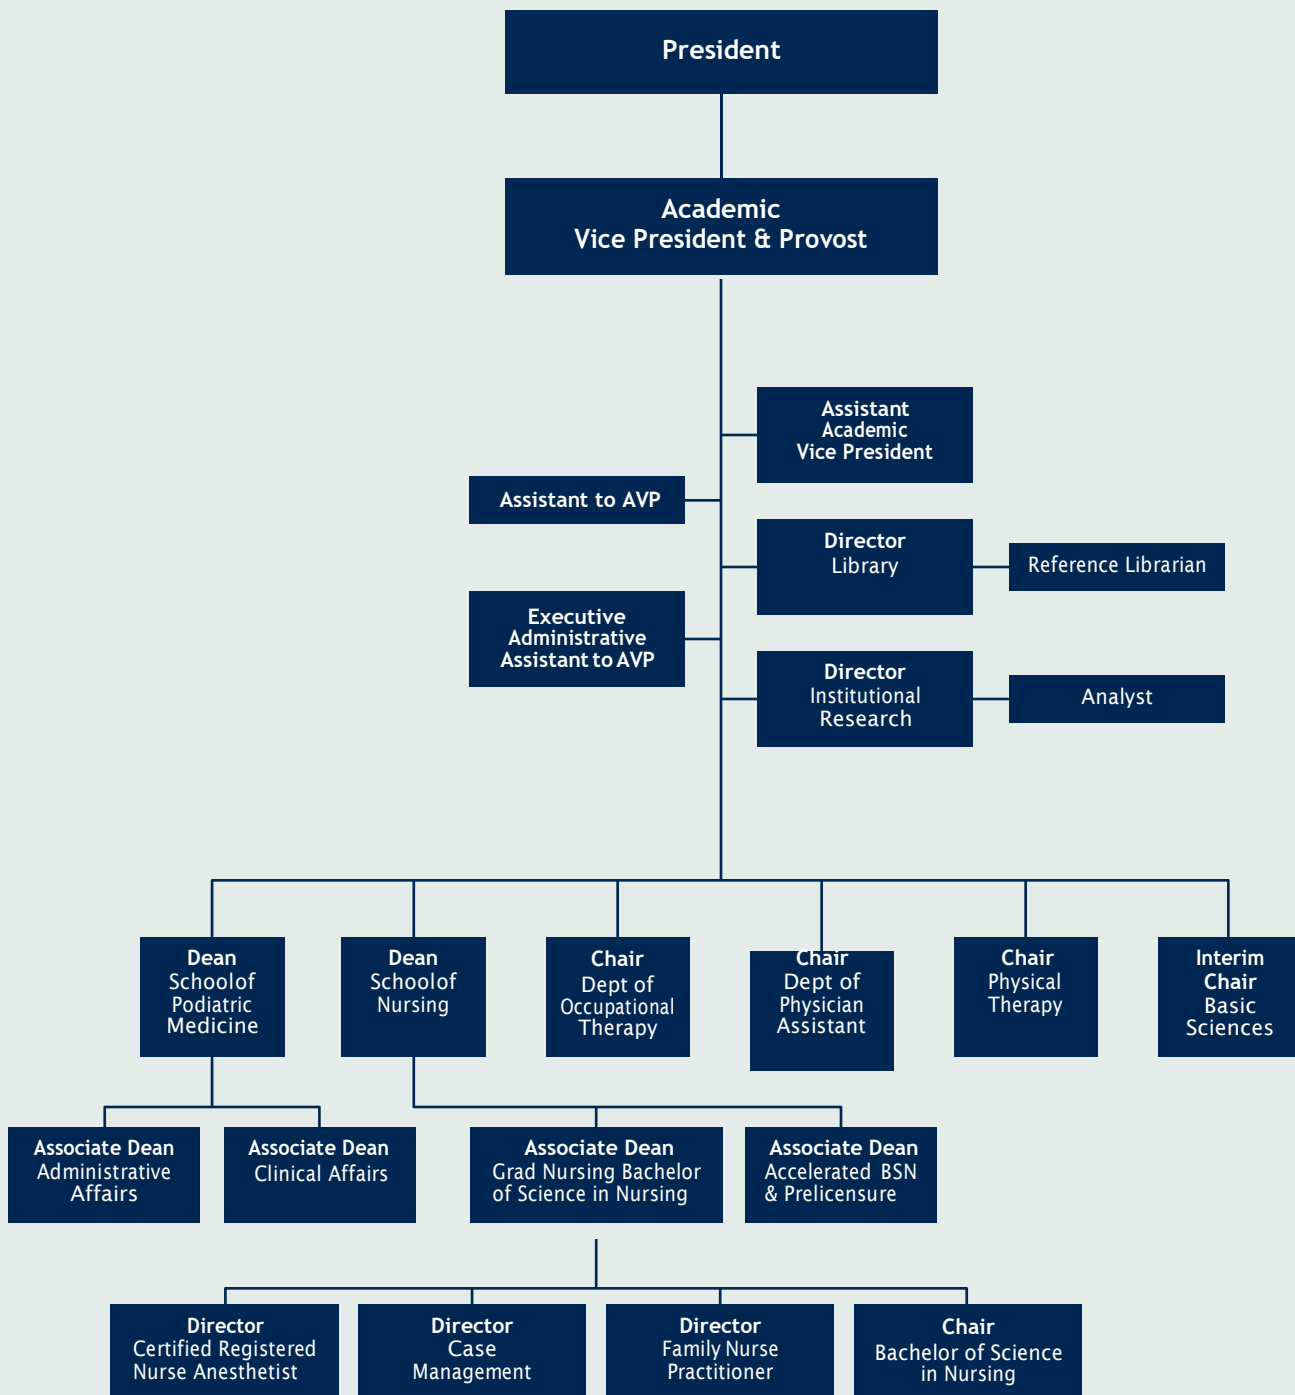 President
Academic
Vice President & Provost
Assistant
Academic
Vice President
Assistant to AVP
Director
Library
Reference Librarian
Executive
Administrative
Assistant to AVP
Director
Institutional
Research
Analyst
Dean
Schoolof
Podiatric
Medicine
Dean
Schoolof
Nursing
Chair
Dept of
Occupational
Therapy
Chair
Dept of
Physician
Assistant
Chair
Physical
Therapy
Interim
Chair
Basic
Sciences
Associate Dean
Administrative
Affairs
Associate Dean
Clinical Affairs
Associate Dean
Grad Nursing Bachelor
of Science in Nursing
Associate Dean
Accelerated BSN
& Prelicensure
Director
Certified Registered
Nurse Anesthetist
Director
Case
Management
Director
Family Nurse
Practitioner
Chair
Bachelor of Science
in Nursing